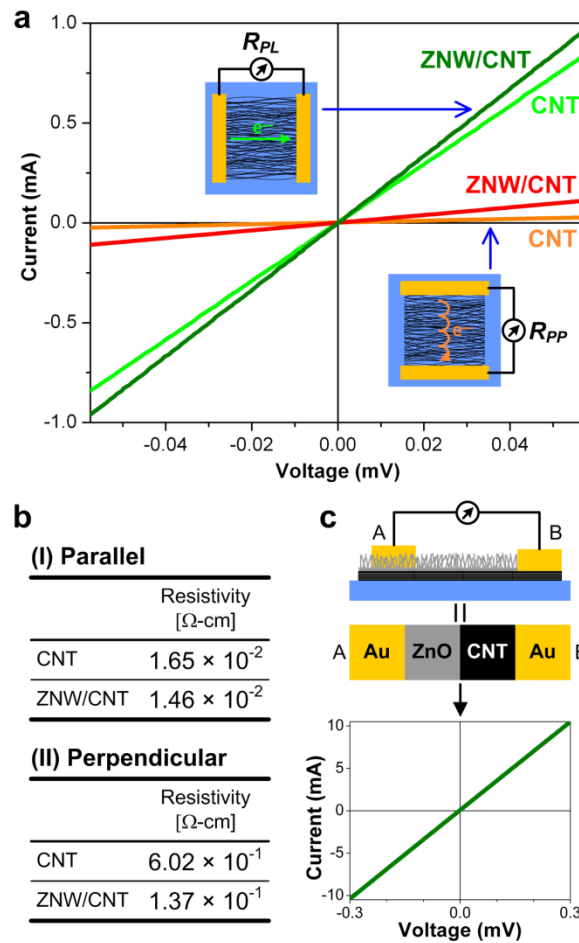 a
1.0
0.5
0.0
-0.5
-1.0
Current (mA)
-0.04
-0.02
0.00
0.02
0.04
Voltage (mV)
R_PL
e⁻
ZNW/CNT
CNT
ZNW/CNT
CNT
R_PP
e⁻
b
(I) Parallel
Resistivity
[Ω-cm]
CNT 1.65 × 10⁻²
ZNW/CNT 1.46 × 10⁻²
(II) Perpendicular
Resistivity
[Ω-cm]
CNT 6.02 × 10⁻¹
ZNW/CNT 1.37 × 10⁻¹
c
A B
A Au ZnO CNT Au B
10
5
0
-5
-10
Current (mA)
-0.3 0.0 0.3
Voltage (mV)